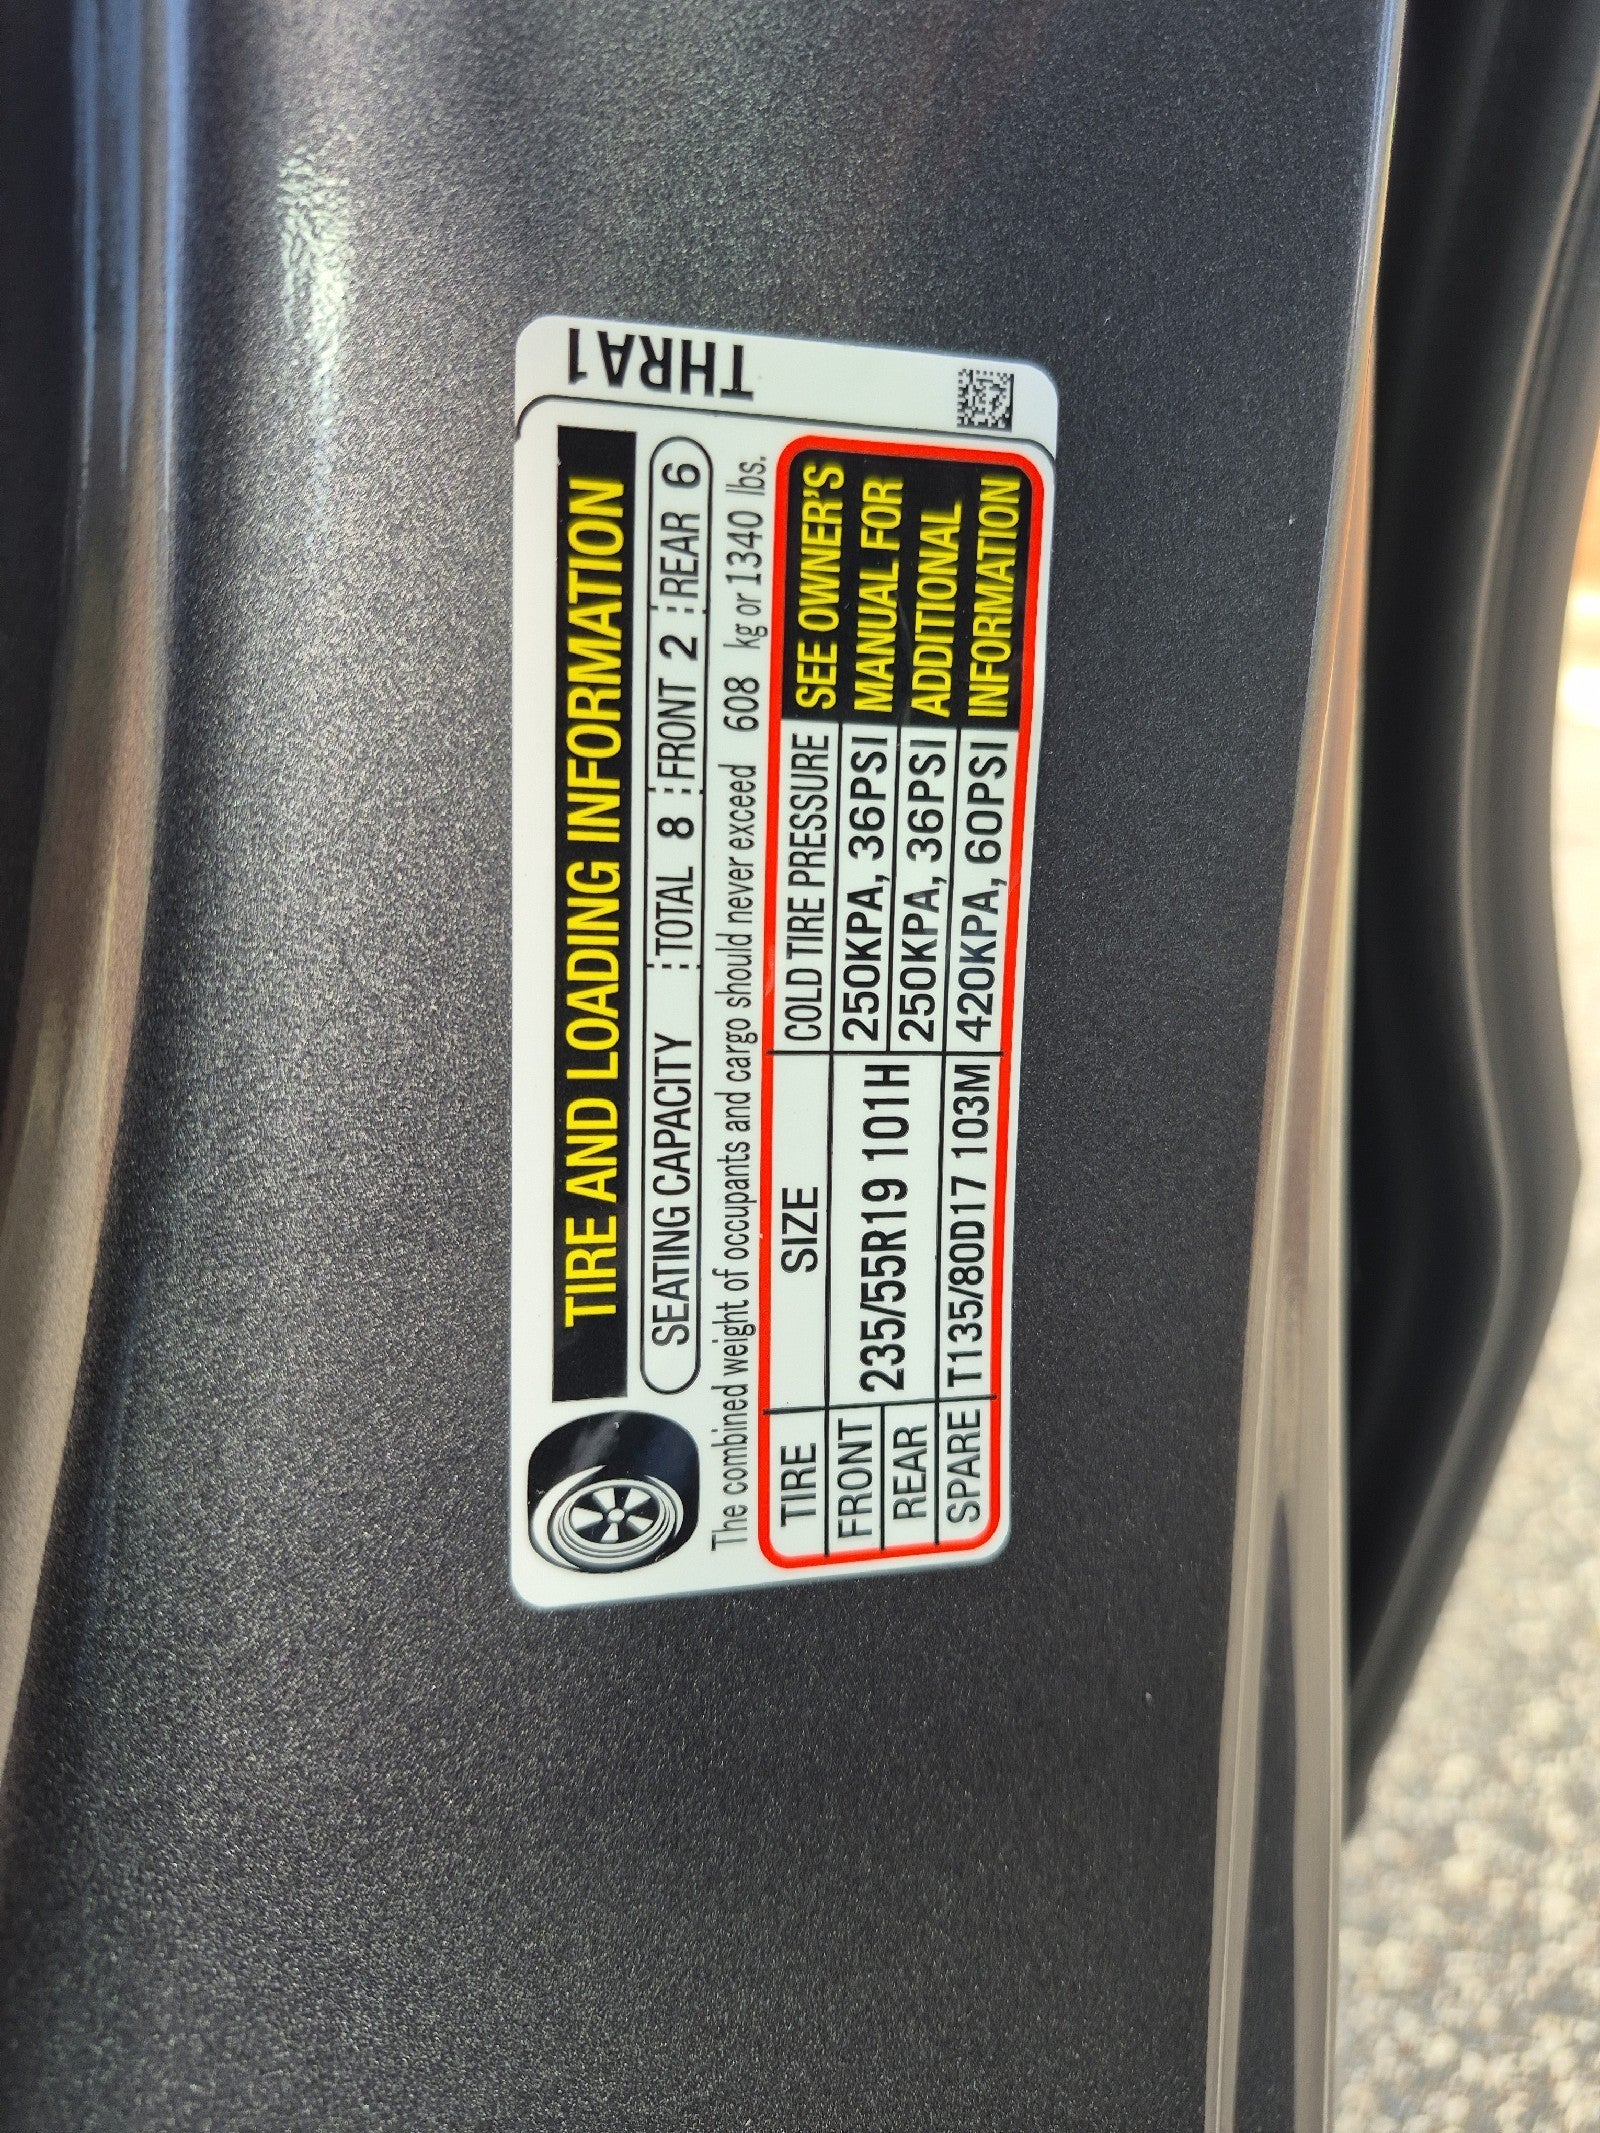 THRA1
TIRE AND LOADING INFORMATION
SEATING CAPACITY TOTAL 8 FRONT 2 REAR 6
The combined weight of occupants and cargo should never exceed 608 kg or 1340 lbs.
TIRE SIZE COLD TIRE PRESSURE
FRONT 235/55R19 101H 250KPA, 36PSI
REAR 250KPA, 36PSI
SPARE T135/80D17 103M 420KPA, 60PSI
SEE OWNER'S
MANUAL FOR
ADDITIONAL
INFORMATION